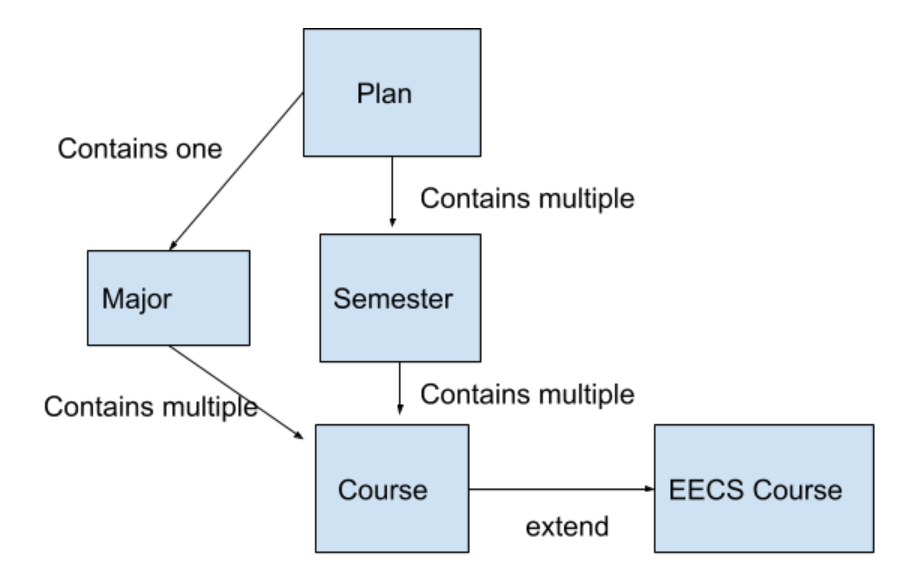 Plan
Contains one
Contains multiple
Major
Semester
Contains multiple
Contains multiple
Course
EECS Course
extend